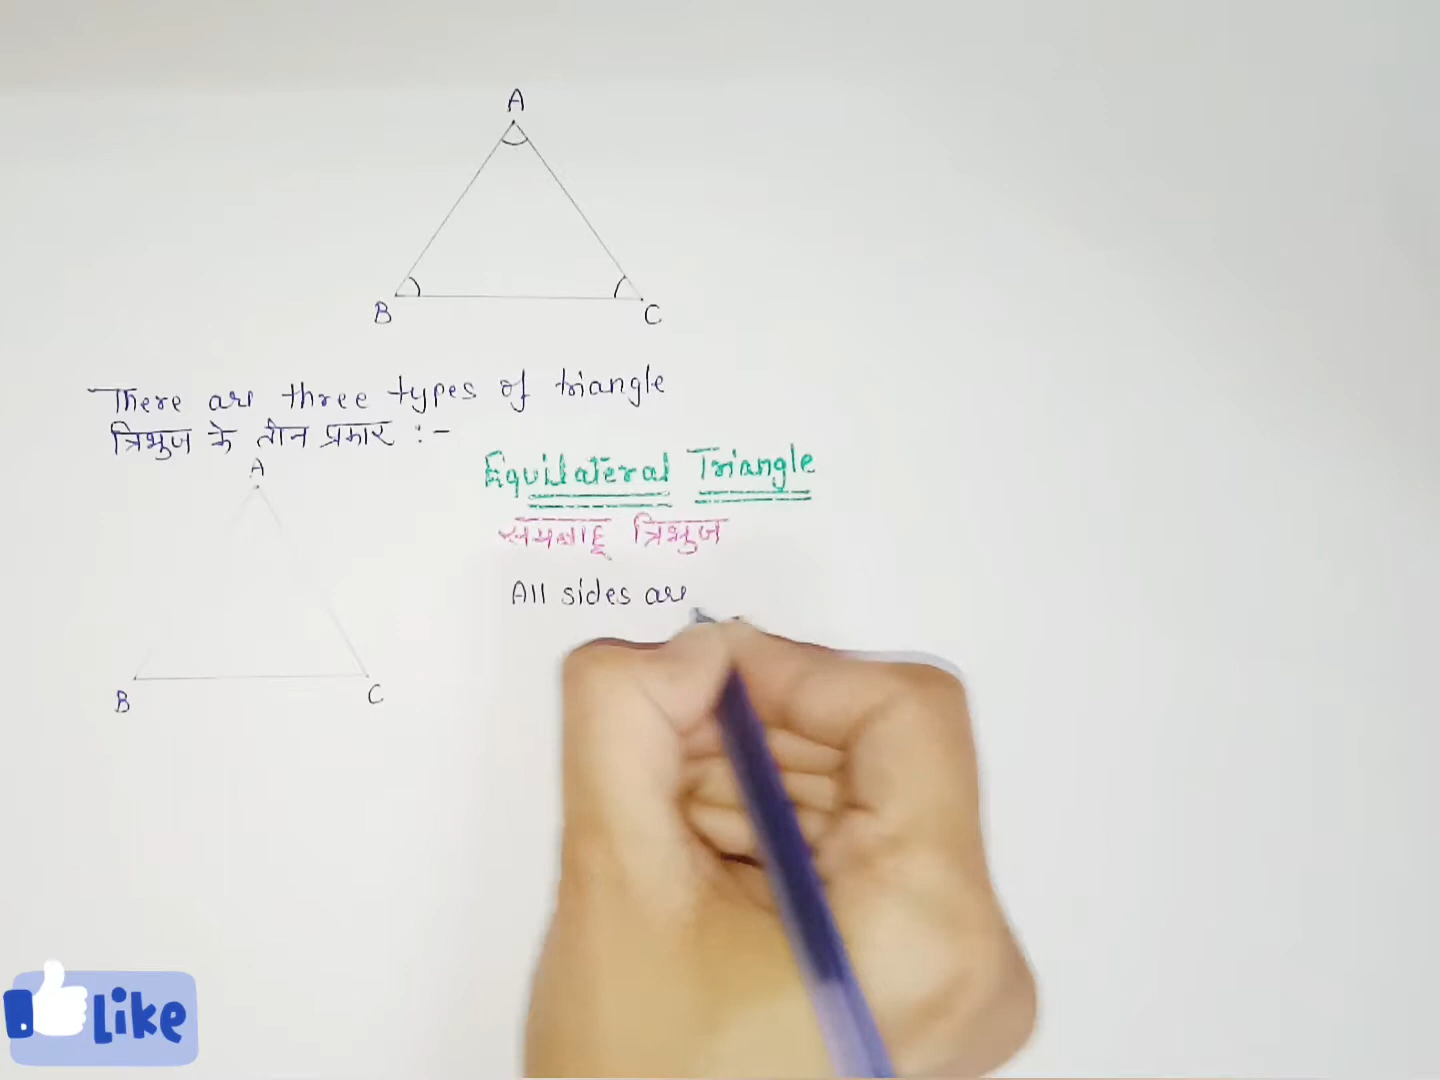 A
B
C
There are three types of triangle
त्रिभुज के तीन प्रकार :-
A
B
C
Equilateral Triangle
समबाहू त्रिभुज
All sides are
Like